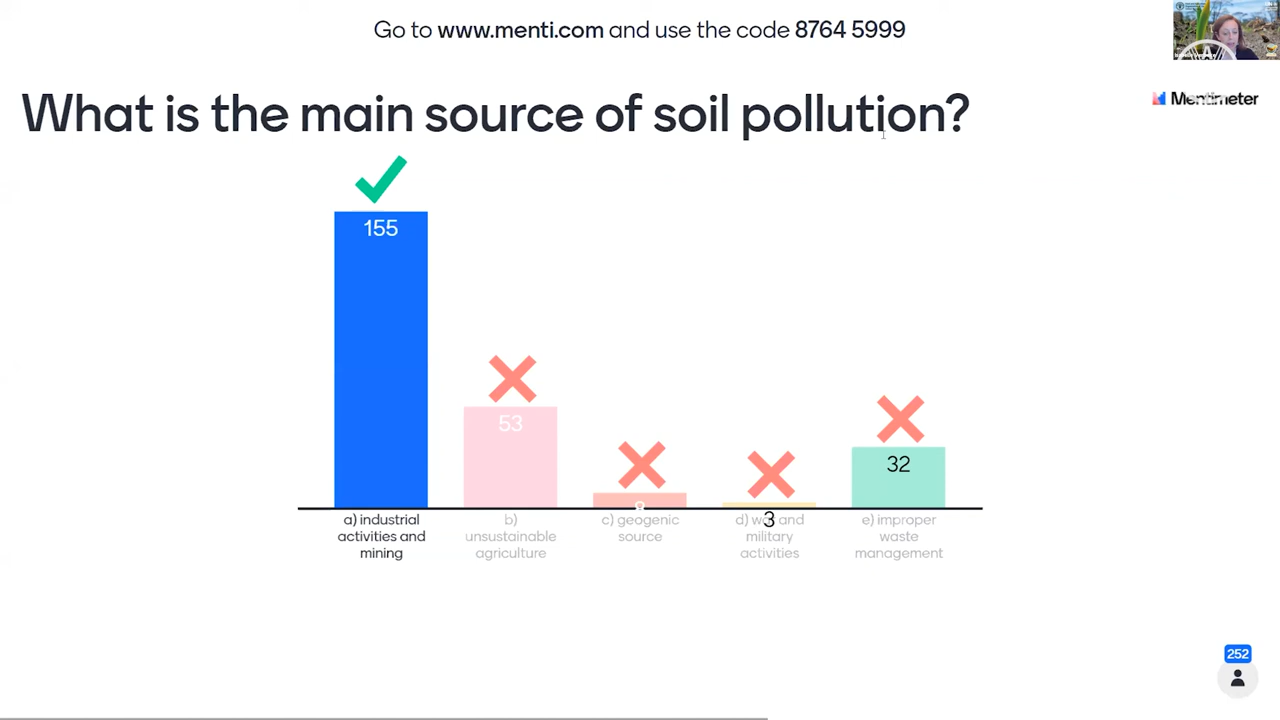 Go to www.menti.com and use the code 8764 5999
What is the main source of soil pollution?
Mentimeter
155
53
3
32
a) industrial activities and mining
b) unsustainable agriculture
c) geogenic source
d) war and military activities
e) improper waste management
252